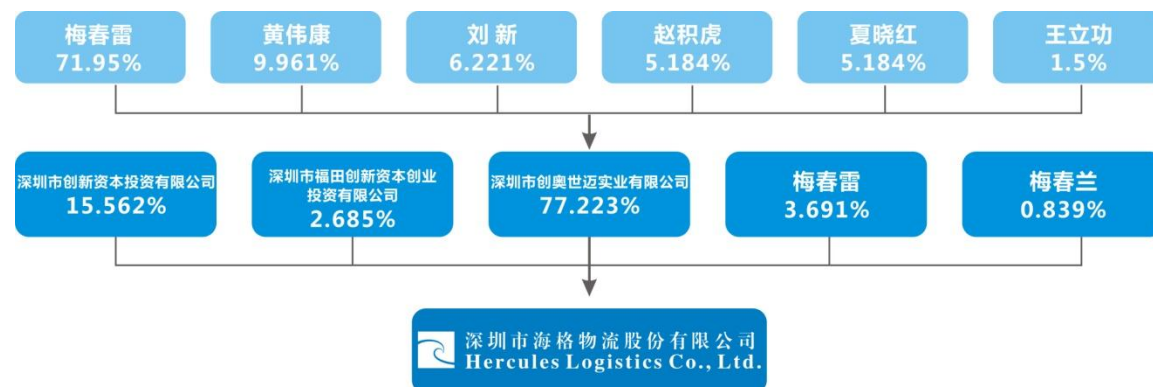 梅春雷
71.95%
黄伟康
9.961%
刘 新
6.221%
赵积虎
5.184%
夏晓红
5.184%
王立功
1.5%
深圳市创新资本投资有限公司
15.562%
深圳市福田创新资本创业
投资有限公司
2.685%
深圳市创奥世迈实业有限公司
77.223%
梅春雷
3.691%
梅春兰
0.839%
深圳市海格物流股份有限公司
Hercules Logistics Co., Ltd.